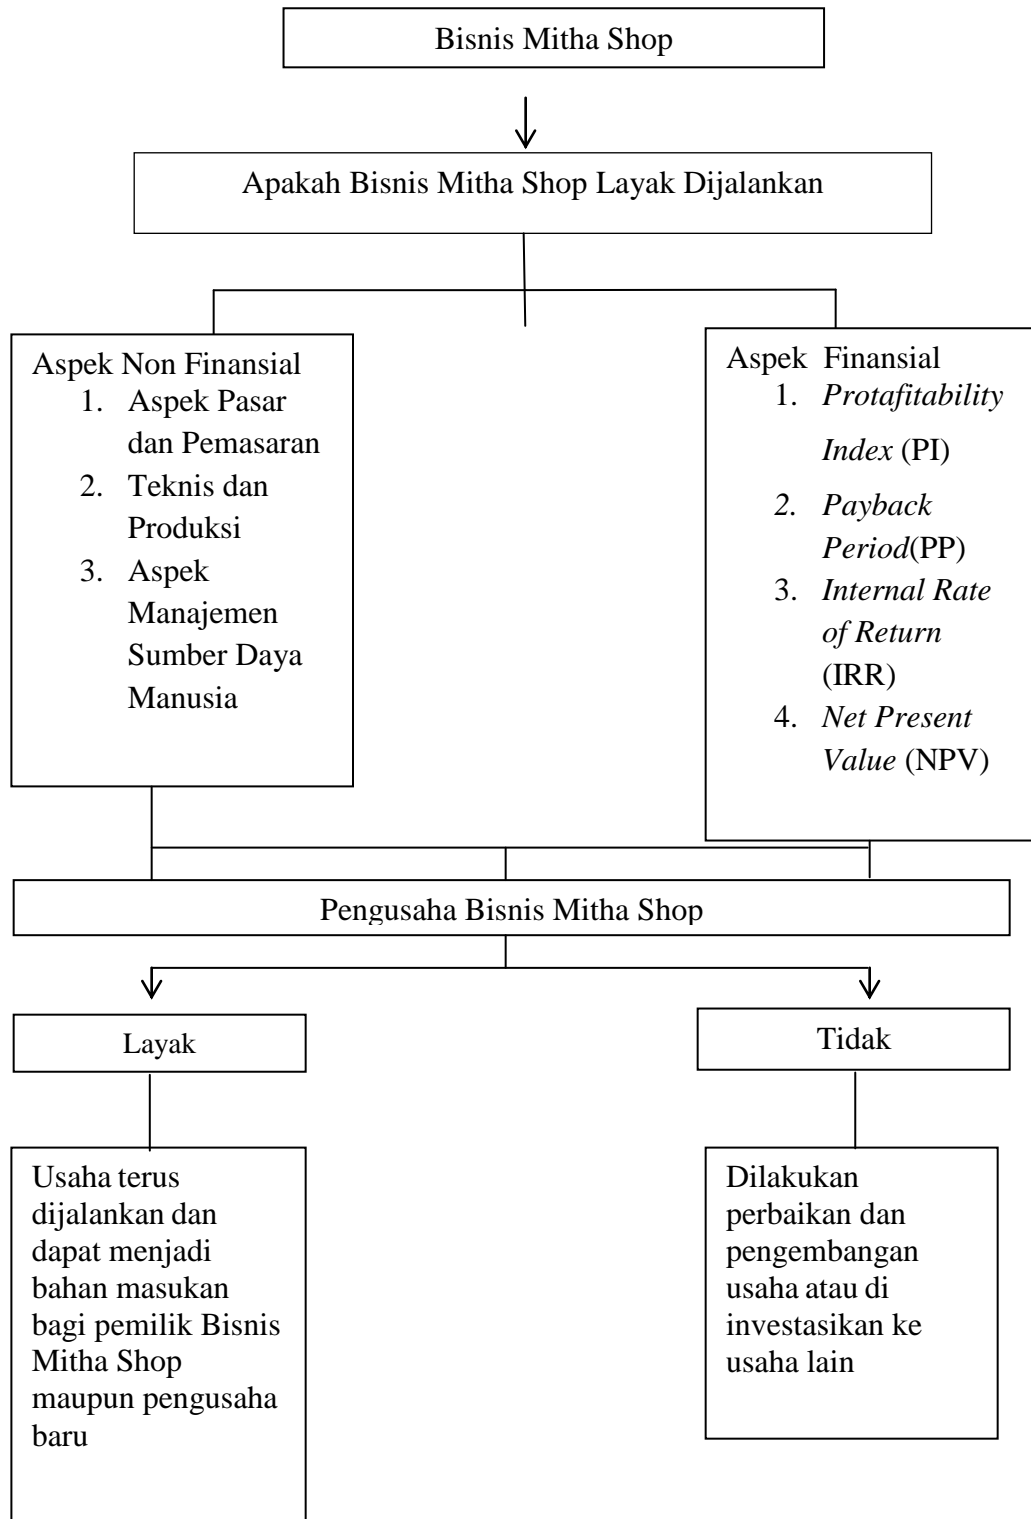 Bisnis Mitha Shop
Apakah Bisnis Mitha Shop Layak Dijalankan
Aspek Non Finansial
1. Aspek Pasar
dan Pemasaran
2. Teknis dan
Produksi
3. Aspek
Manajemen
Sumber Daya
Manusia
Aspek Finansial
1. Protafitability
Index (PI)
2. Payback
Period(PP)
3. Internal Rate
of Return
(IRR)
4. Net Present
Value (NPV)
Pengusaha Bisnis Mitha Shop
Layak
Tidak
Usaha terus
dijalankan dan
dapat menjadi
bahan masukan
bagi pemilik Bisnis
Mitha Shop
maupun pengusaha
baru
Dilakukan
perbaikan dan
pengembangan
usaha atau di
investasikan ke
usaha lain